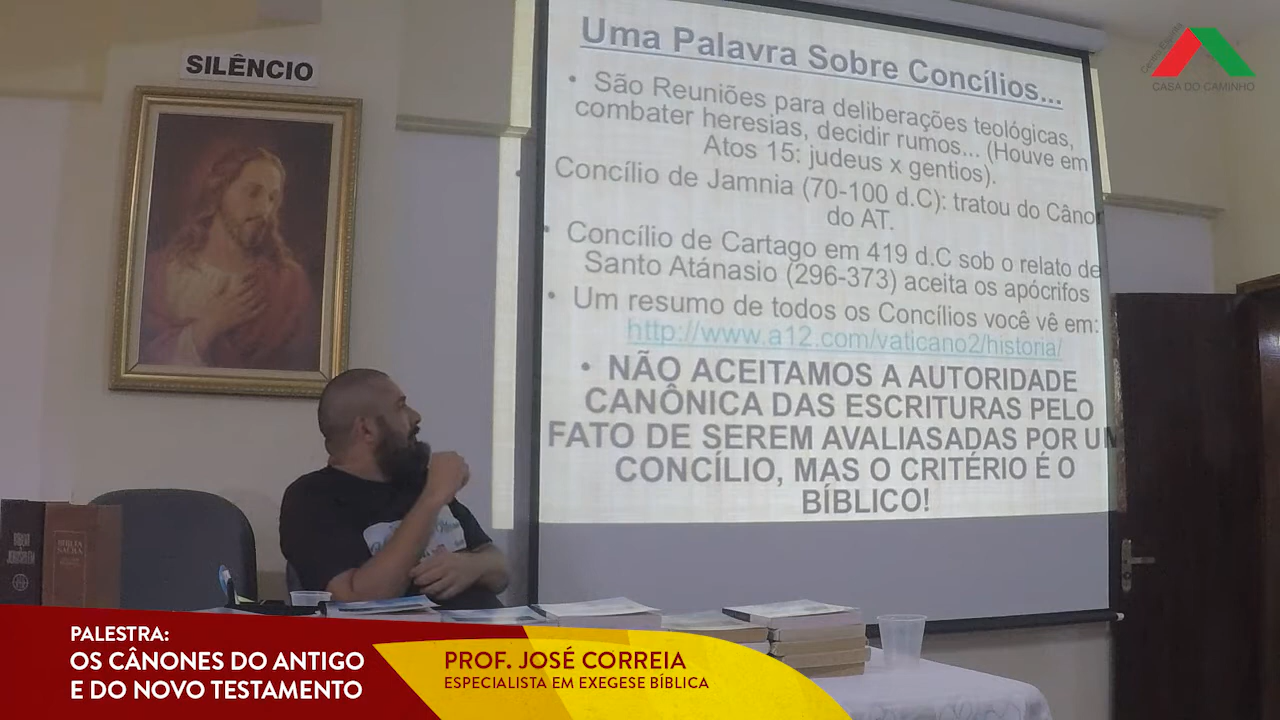 SILÊNCIO
Uma Palavra Sobre Concílios...
• São Reuniões para deliberações teológicas,
combater heresias, decidir rumos... (Houve em
Atos 15: judeus x gentios).
• Concílio de Jamnia (70-100 d.C): tratou do Cânon
do AT.
• Concílio de Cartago em 419 d.C sob o relato de
Santo Atánasio (296-373) aceita os apócrifos
• Um resumo de todos os Concílios você vê em:
http://www.a12.com/vaticano2/historia/
• NÃO ACEITAMOS A AUTORIDADE
CANÔNICA DAS ESCRITURAS PELO
FATO DE SEREM AVALIASADAS POR UM
CONCÍLIO, MAS O CRITÉRIO É O
BÍBLICO!
Centro Espírita
CASA DO CAMINHO
BÍBLIA
SACRA
PALESTRA:
OS CÂNONES DO ANTIGO
E DO NOVO TESTAMENTO
PROF. JOSÉ CORREIA
ESPECIALISTA EM EXEGESE BÍBLICA